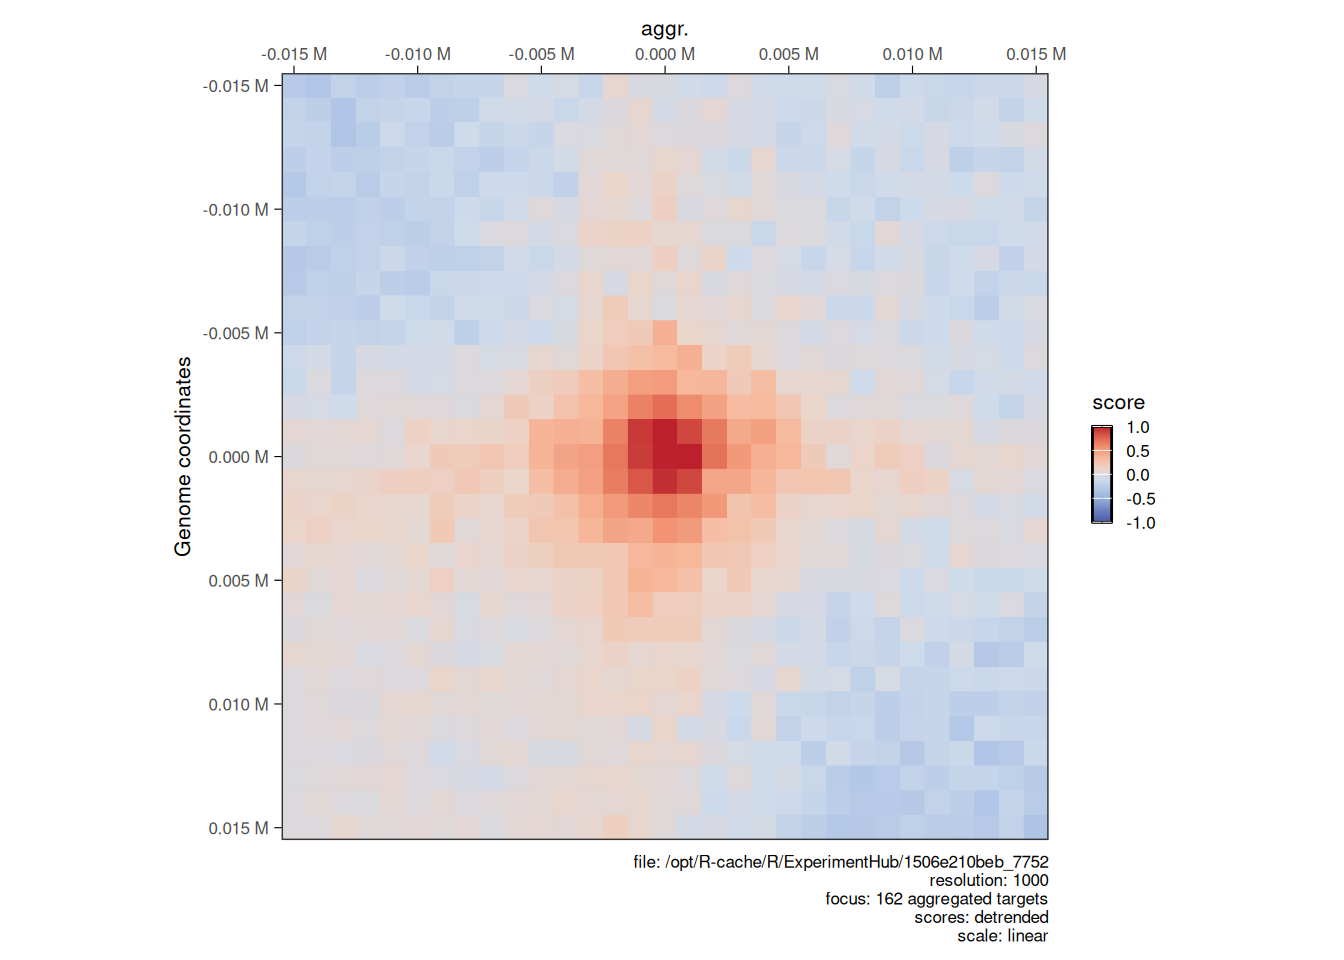 aggr.
-0.015 M -0.010 M -0.005 M 0.000 M 0.005 M 0.010 M 0.015 M
Genome coordinates
-0.015 M
-0.010 M
-0.005 M
0.000 M
0.005 M
0.010 M
0.015 M
score
1.0
0.5
0.0
-0.5
-1.0
file: /opt/R-cache/R/ExperimentHub/1506e210beb_7752
resolution: 1000
focus: 162 aggregated targets
scores: detrended
scale: linear